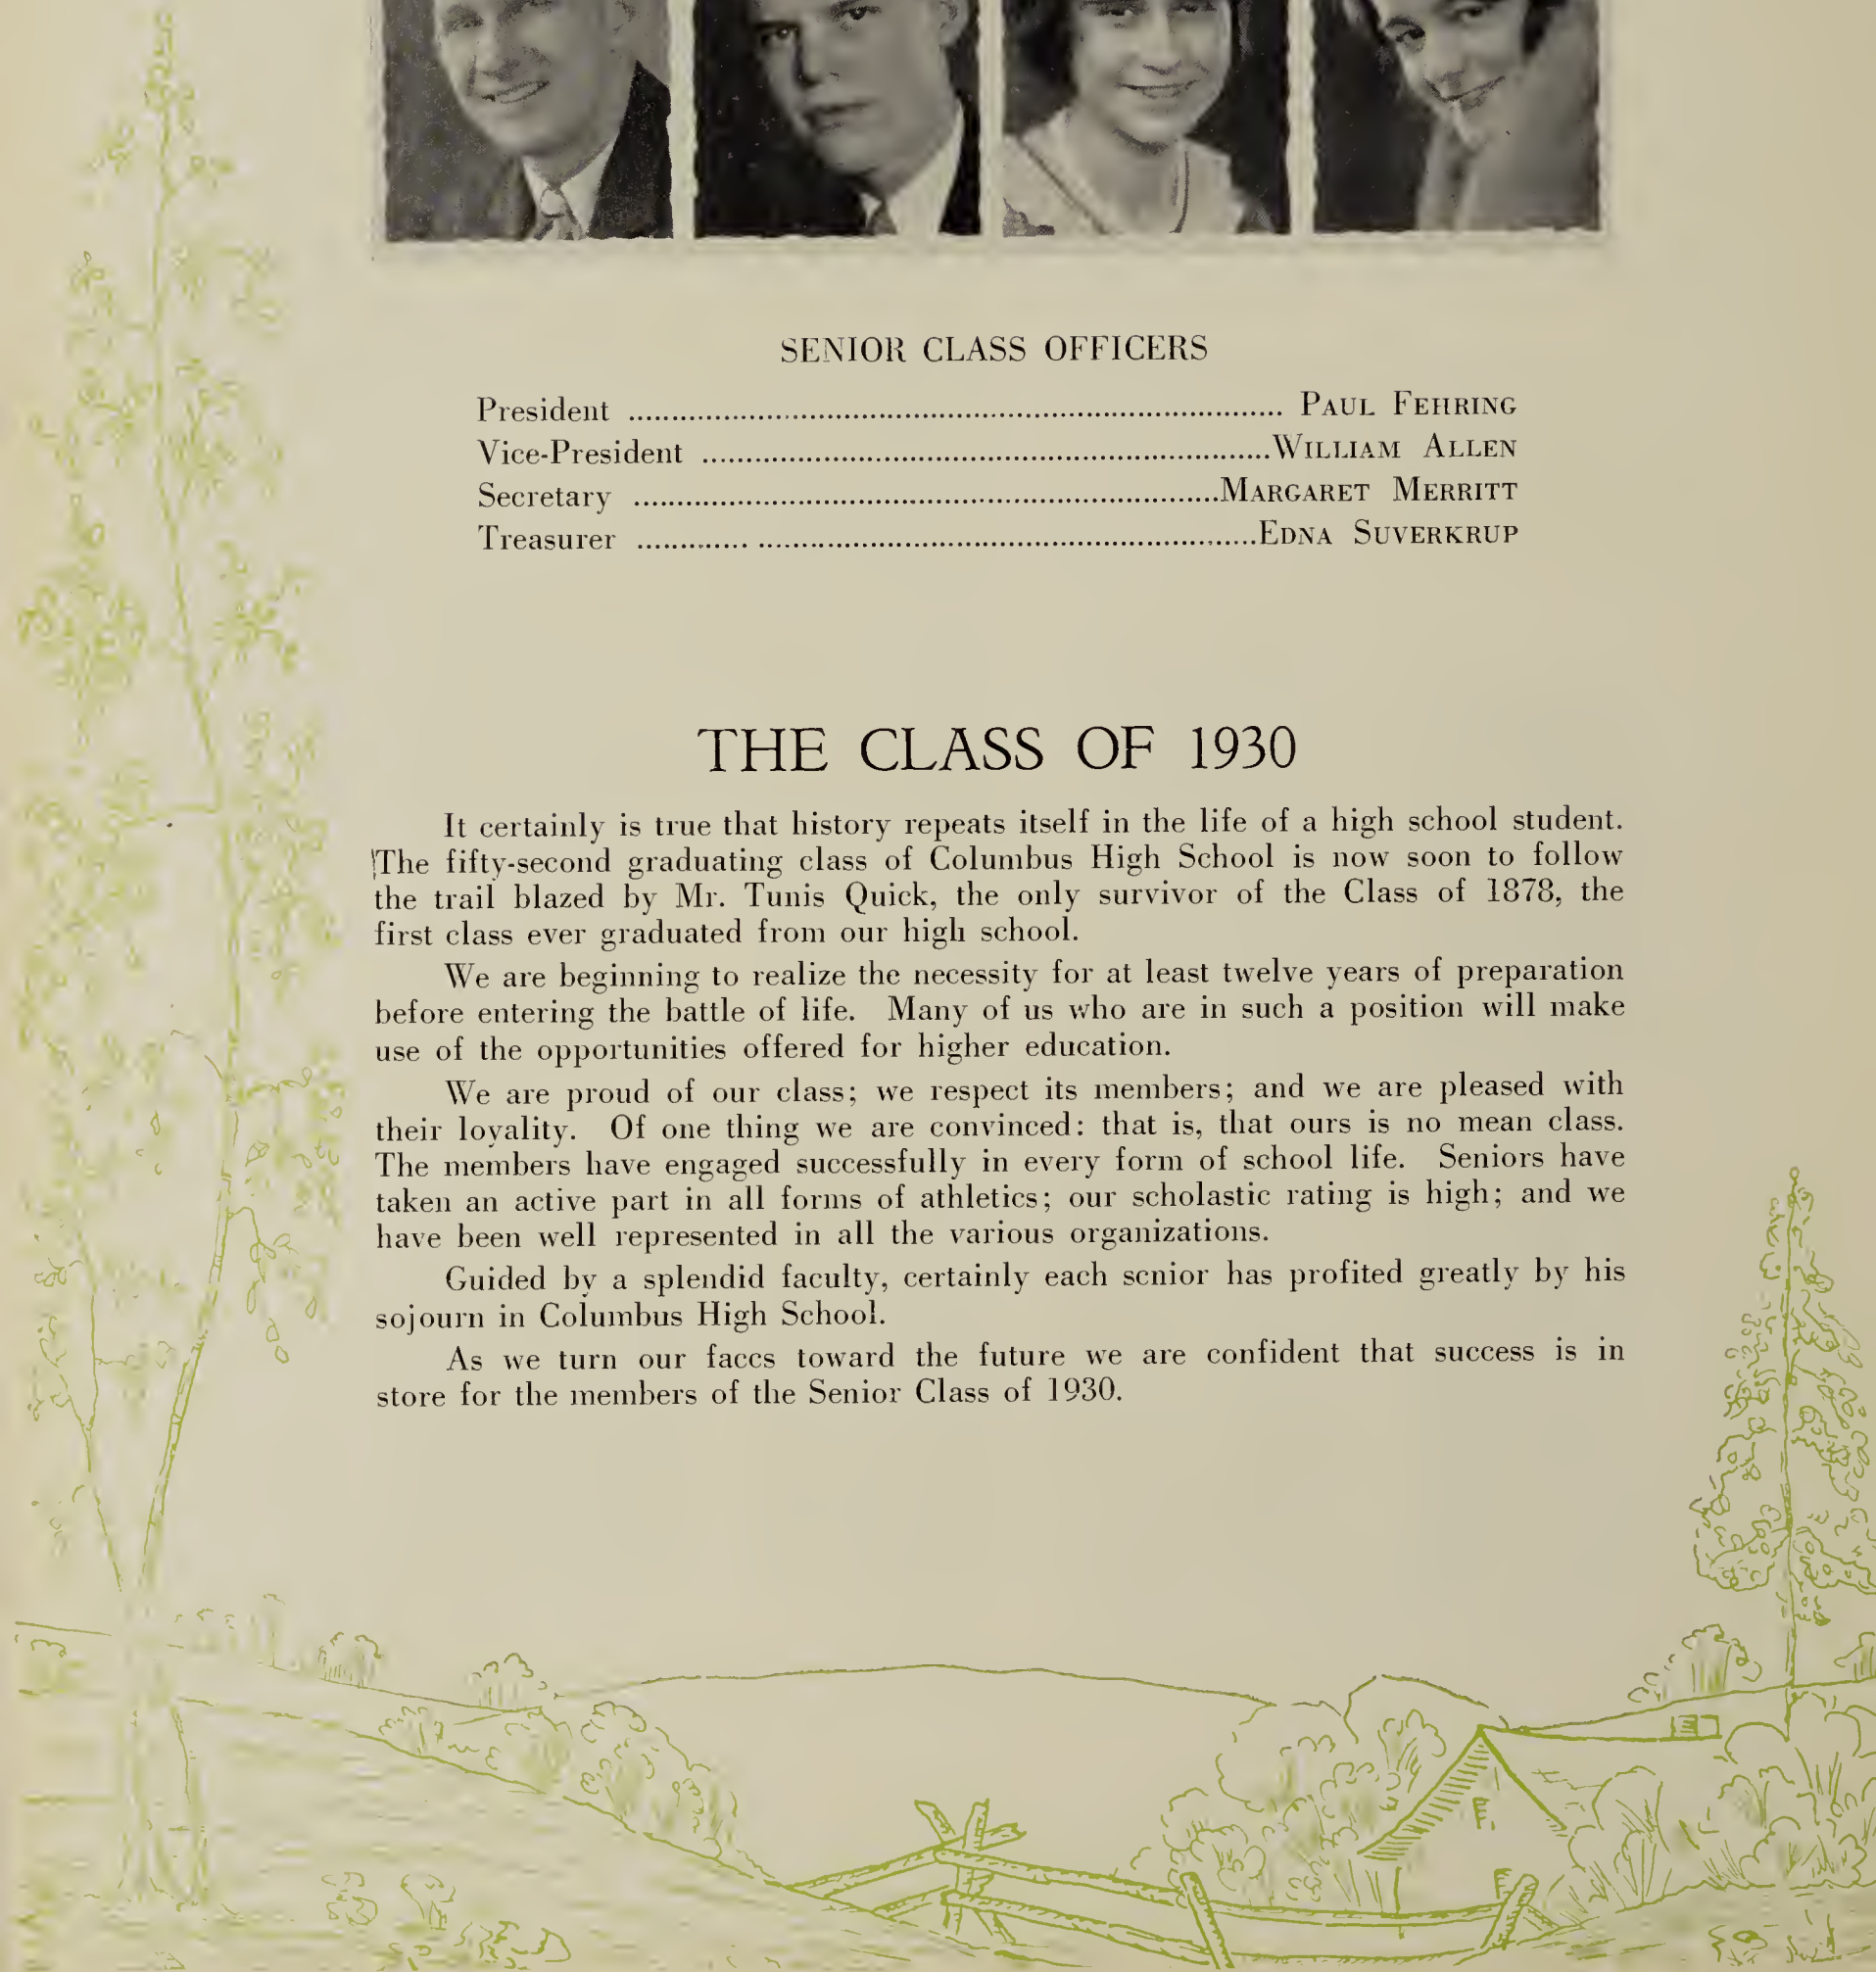 SENIOR CLASS OFFICERS
President ........ PAUL FEHRING
Vice-President ........ WILLIAM ALLEN
Secretary ........ MARGARET MERRITT
Treasurer ........ EDNA SUVERKRUP
THE CLASS OF 1930
It certainly is true that history repeats itself in the life of a high school student.
The fifty-second graduating class of Columbus High School is now soon to follow
the trail blazed by Mr. Tunis Quick, the only survivor of the Class of 1878, the
first class ever graduated from our high school.
We are beginning to realize the necessity for at least twelve years of preparation
before entering the battle of life. Many of us who are in such a position will make
use of the opportunities offered for higher education.
We are proud of our class; we respect its members; and we are pleased with
their loyality. Of one thing we are convinced: that is, that ours is no mean class.
The members have engaged successfully in every form of school life. Seniors have
taken an active part in all forms of athletics; our scholastic rating is high; and we
have been well represented in all the various organizations.
Guided by a splendid faculty, certainly each senior has profited greatly by his
sojourn in Columbus High School.
As we turn our faces toward the future we are confident that success is in
store for the members of the Senior Class of 1930.